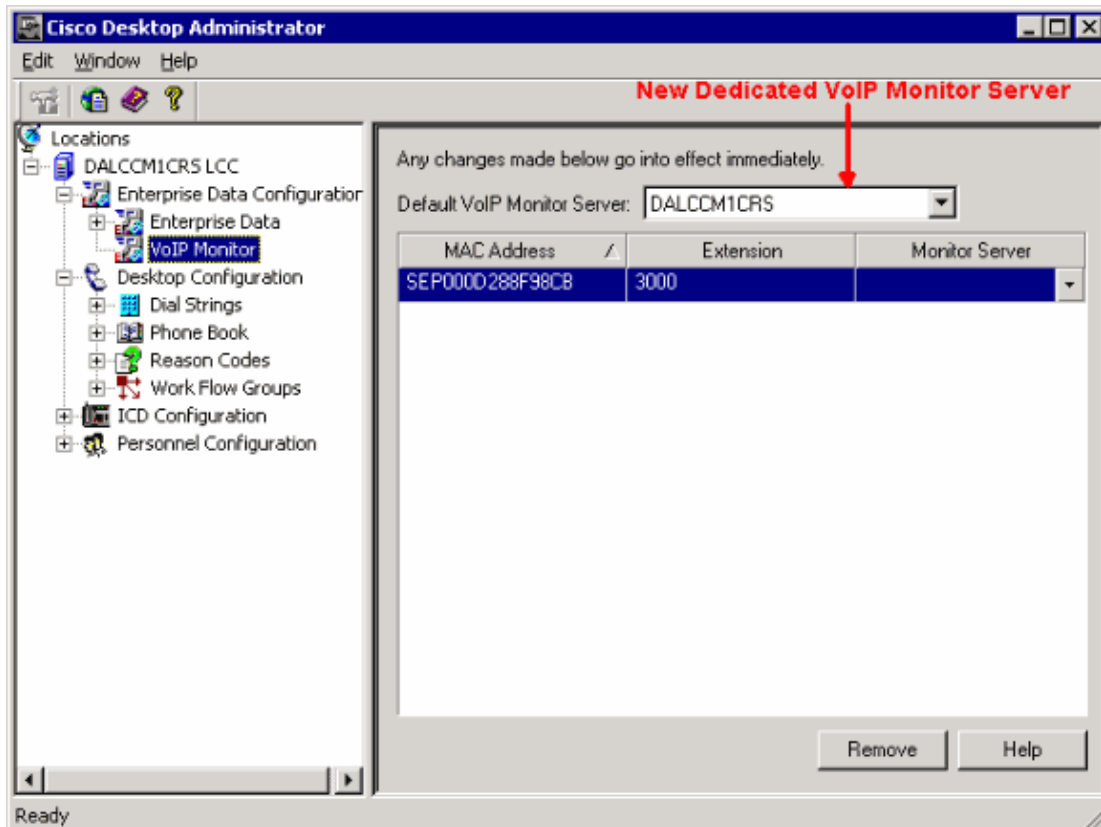 Cisco Desktop Administrator
Edit Window Help
New Dedicated VoIP Monitor Server
Locations
DALCCM1CRS LCC
Enterprise Data Configuration
Enterprise Data
VoIP Monitor
Desktop Configuration
Dial Strings
Phone Book
Reason Codes
Work Flow Groups
ICD Configuration
Personnel Configuration
Any changes made below go into effect immediately.
Default VoIP Monitor Server: DALCCM1CRS
MAC Address Extension Monitor Server
SEP000D288F98CB 3000
Remove Help
Ready